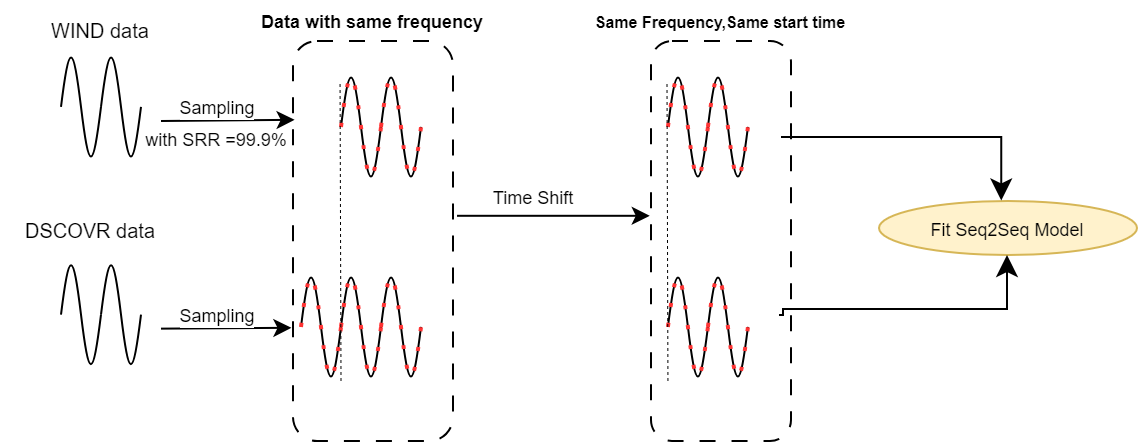 WIND data
Data with same frequency
Same Frequency,Same start time
Sampling
with SRR =99.9%
Time Shift
DSCOVR data
Fit Seq2Seq Model
Sampling